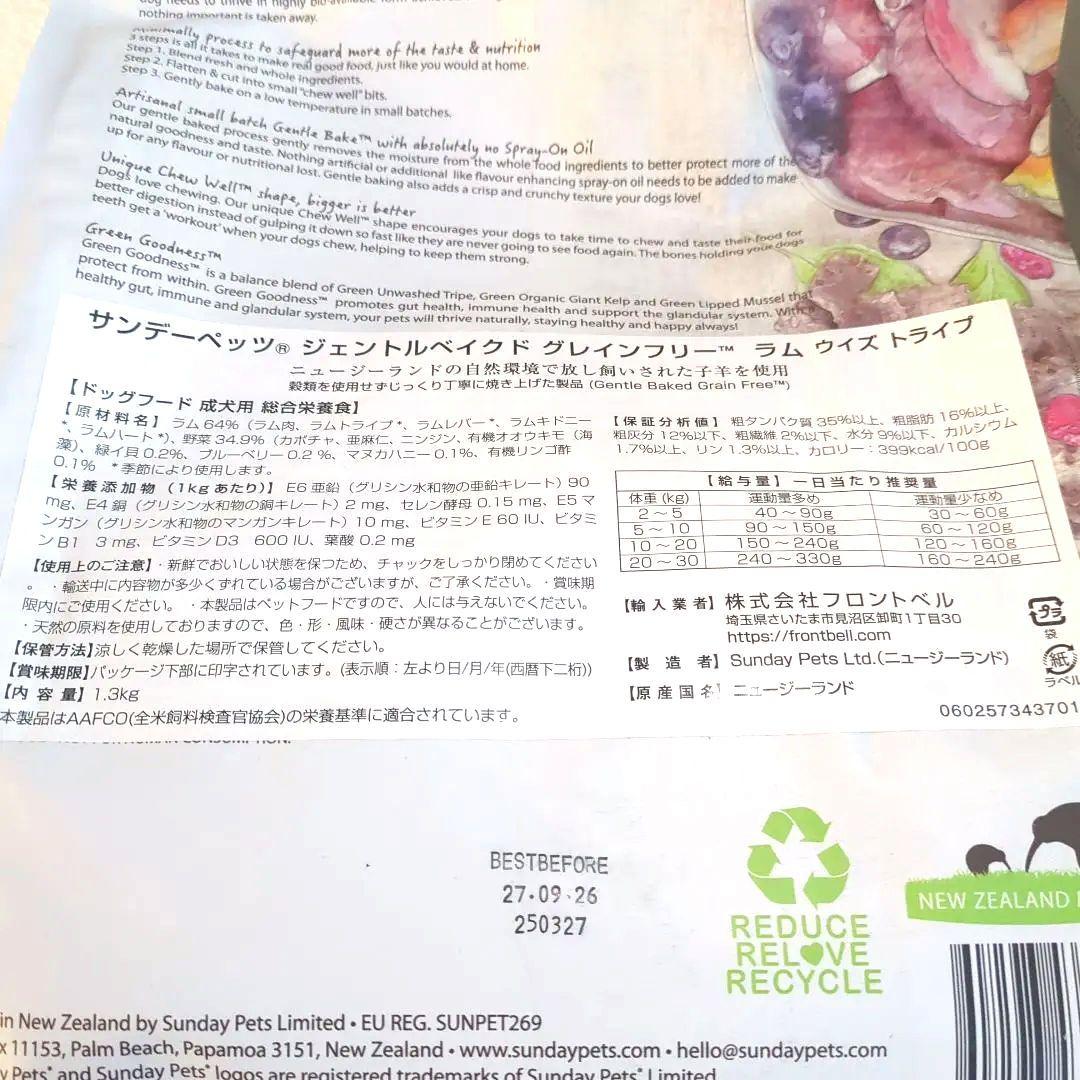 nothing important is taken away.
Minimally process to safeguard more of the taste & nutrition
3 steps is all it takes to make real good food, just like you would at home.
Step 1. Blend fresh and whole ingredients.
Step 2. Flatten & cut into small "chew well" bits.
Step 3. Gently bake on a low temperature in small batches.
Artisanal small batch Gentle Bake™ with absolutely no Spray-On Oil
Our gentle baked process gently removes the moisture from the whole food ingredients to better protect more of the
natural goodness and taste. Nothing artificial or additional like flavour enhancing spray-on oil needs to be added to make
up for any flavour or nutritional lost. Gentle baking also adds a crisp and crunchy texture your dogs love!
Unique Chew Well™ shape, bigger is better
Dogs love chewing. Our unique Chew Well™ shape encourages your dogs to take time to chew and taste their food for
better digestion instead of gulping it down so fast like they are never going to see food again. The bones holding your dogs
teeth get a 'workout' when your dogs chew, helping to keep them strong.
Green Goodness™
Green Goodness™ is a balance blend of Green Unwashed Tripe, Green Organic Giant Kelp and Green Lipped Mussel that
protect from within. Green Goodness™ promotes gut health, immune health and support the glandular system. With a
healthy gut, immune and glandular system, your pets will thrive naturally, staying healthy and happy always!
サンデーペッツ® ジェントルベイクド グレインフリー™ ラム ウイズ トライプ
ニュージーランドの自然環境で放し飼いされた子羊を使用
穀類を使用せずじっくり丁寧に焼き上げた製品 (Gentle Baked Grain Free™)
【ドッグフード 成犬用 総合栄養食】
【原材料名】 ラム 64% (ラム肉、ラムトライプ*、ラムレバー*、ラムキドニー
*、ラムハート*)、野菜 34.9% (カボチャ、亜麻仁、ニンジン、有機オオウキモ (海
藻)、緑イ貝 0.2%、ブルーベリー 0.2 %、マヌカハニー 0.1%、有機リンゴ酢
0.1% *季節により使用します。
【栄養添加物 (1kg あたり)】 E6 亜鉛 (グリシン水和物の亜鉛キレート) 90
mg、E4 銅 (グリシン水和物の銅キレート) 2 mg、セレン酵母 0.15 mg、E5 マ
ンガン (グリシン水和物のマンガンキレート) 10 mg、ビタミン E 60 IU、ビタミ
ン B1 3 mg、ビタミン D3 600 IU、葉酸 0.2 mg
【使用上のご注意】・新鮮でおいしい状態を保つため、チャックをしっかり閉めてください
。 ・輸送中に内容物が多少くずれている場合がございますが、ご了承ください。 ・賞味期
限内にご使用ください。 ・本製品はペットフードですので、人には与えないでください。
・天然の原料を使用しておりますので、色・形・風味・硬さが異なることがございます。
【保管方法】涼しく乾燥した場所で保管してください。
【賞味期限】パッケージ下部に印字されています。(表示順：左より日/月/年(西暦下二桁))
【内 容 量】 1.3kg
本製品はAAFCO(全米飼料検査官協会)の栄養基準に適合されています。
【保証分析値】 粗タンパク質 35%以上、粗脂肪 16%以上、
粗灰分 12%以下、粗繊維 2%以下、水分 9%以下、カルシウム
1.7%以上、リン 1.3%以上、カロリー：399kcal/100g
【給与量】一日当たり推奨量
体重 (kg) 運動量多め 運動量少なめ
2～5 40～90g 30～60g
5～10 90～150g 60～120g
10～20 150～240g 120～160g
20～30 240～330g 160～240g
【輸入業者】株式会社フロントベル
埼玉県さいたま市見沼区卸町1丁目30
https://frontbell.com
【製 造 者】 Sunday Pets Ltd.(ニュージーランド)
【原産国名】 ニュージーランド
プラ
袋
紙
ラベル
060257343701
BESTBEFORE
27.09.26
250327
REDUCE
RELOVE
RECYCLE
NEW ZEALAND
in New Zealand by Sunday Pets Limited • EU REG. SUNPET269
x 11153, Palm Beach, Papamoa 3151, New Zealand • www.sundaypets.com • hello@sundaypets.com
y Pets* and Sunday Pets* logos are registered trademarks of Sunday Pets* Limited